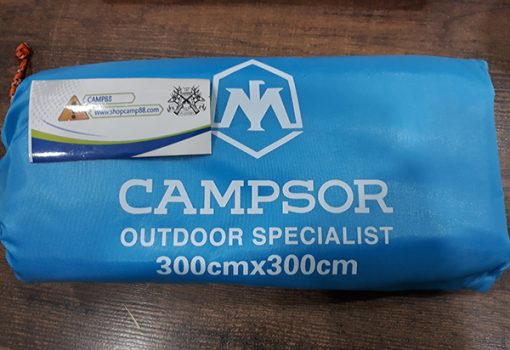 CAMP88
www.shopcamp88.com
CAMPSOR
OUTDOOR SPECIALIST
300cmx300cm